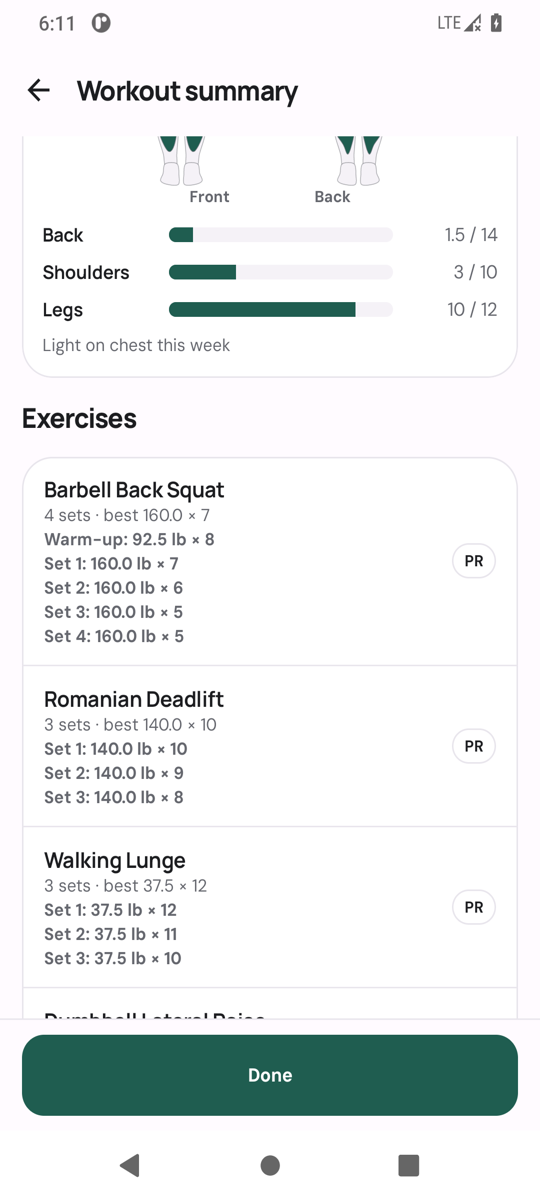 6:11
LTE
Workout summary
Front
Back
Back
1.5 / 14
Shoulders
3 / 10
Legs
10 / 12
Light on chest this week
Exercises
Barbell Back Squat
4 sets · best 160.0 × 7
Warm-up: 92.5 lb × 8
Set 1: 160.0 lb × 7
Set 2: 160.0 lb × 6
Set 3: 160.0 lb × 5
Set 4: 160.0 lb × 5
PR
Romanian Deadlift
3 sets · best 140.0 × 10
Set 1: 140.0 lb × 10
Set 2: 140.0 lb × 9
Set 3: 140.0 lb × 8
PR
Walking Lunge
3 sets · best 37.5 × 12
Set 1: 37.5 lb × 12
Set 2: 37.5 lb × 11
Set 3: 37.5 lb × 10
PR
Dumbbell Lateral Raise
Done